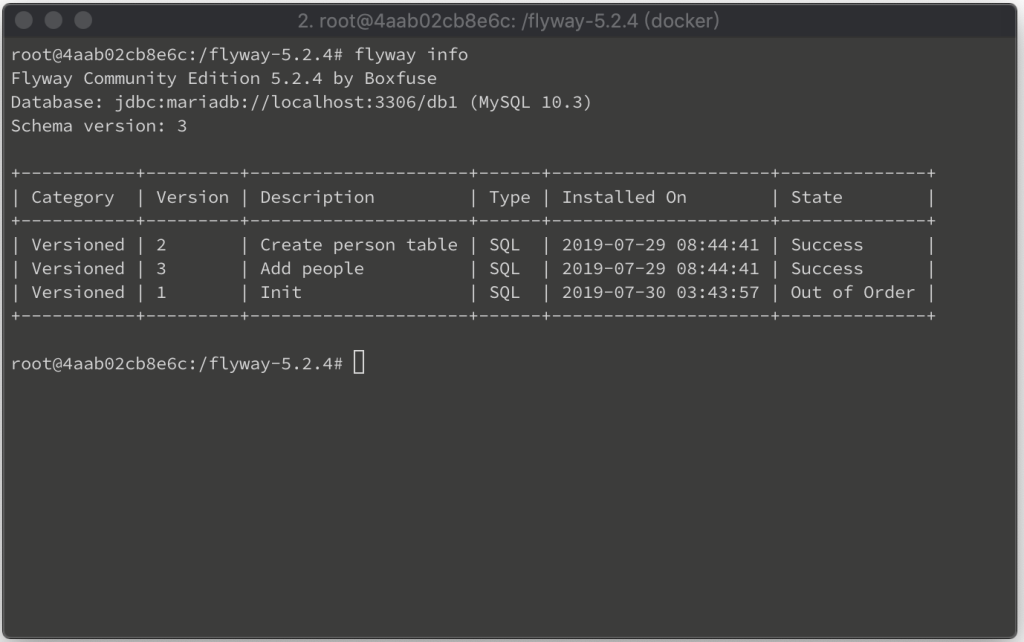 2. root@4aab02cb8e6c: /flyway-5.2.4 (docker)
root@4aab02cb8e6c:/flyway-5.2.4# flyway info
Flyway Community Edition 5.2.4 by Boxfuse
Database: jdbc:mariadb://localhost:3306/db1 (MySQL 10.3)
Schema version: 3
+-----------+---------+---------------------+------+---------------------+--------------+
| Category  | Version | Description         | Type | Installed On        | State        |
+-----------+---------+---------------------+------+---------------------+--------------+
| Versioned | 2       | Create person table | SQL  | 2019-07-29 08:44:41 | Success      |
| Versioned | 3       | Add people          | SQL  | 2019-07-29 08:44:41 | Success      |
| Versioned | 1       | Init                | SQL  | 2019-07-30 03:43:57 | Out of Order |
+-----------+---------+---------------------+------+---------------------+--------------+
root@4aab02cb8e6c:/flyway-5.2.4#